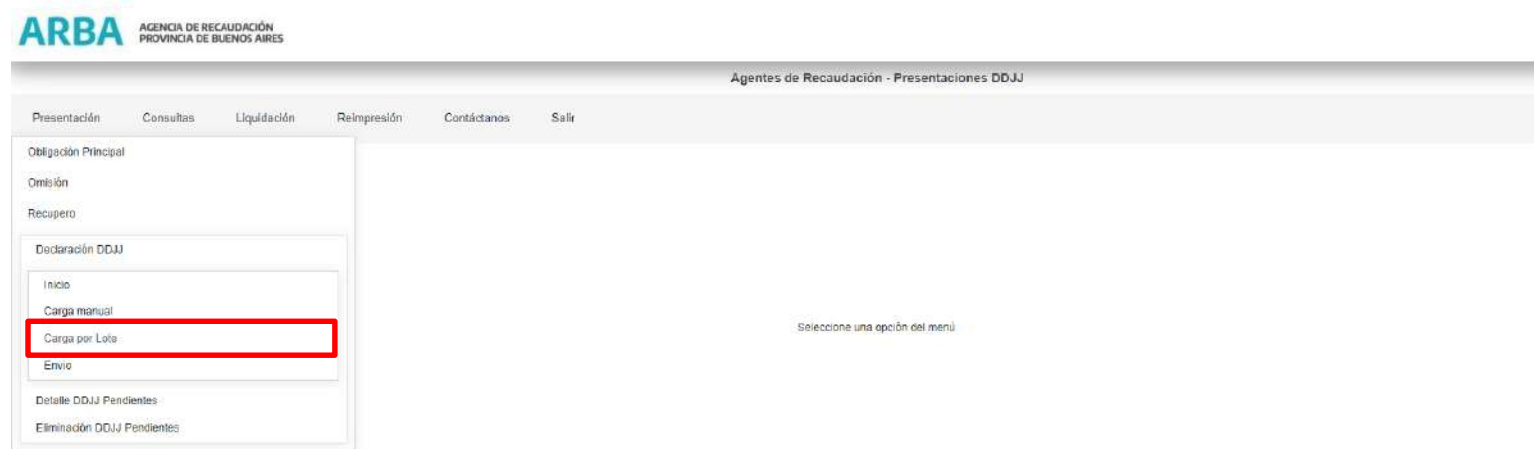 ARBA
AGENCIA DE RECAUDACIÓN
PROVINCIA DE BUENOS AIRES
Agentes de Recaudación - Presentaciones DDJJ
Presentación Consultas Liquidación Reimpresión Contáctanos Salir
Obligación Principal
Omisión
Recupero
Declaración DDJJ
Inicio
Carga manual
Carga por Lote
Envio
Detalle DDJJ Pendientes
Eliminación DDJJ Pendientes
Seleccione una opción del menú